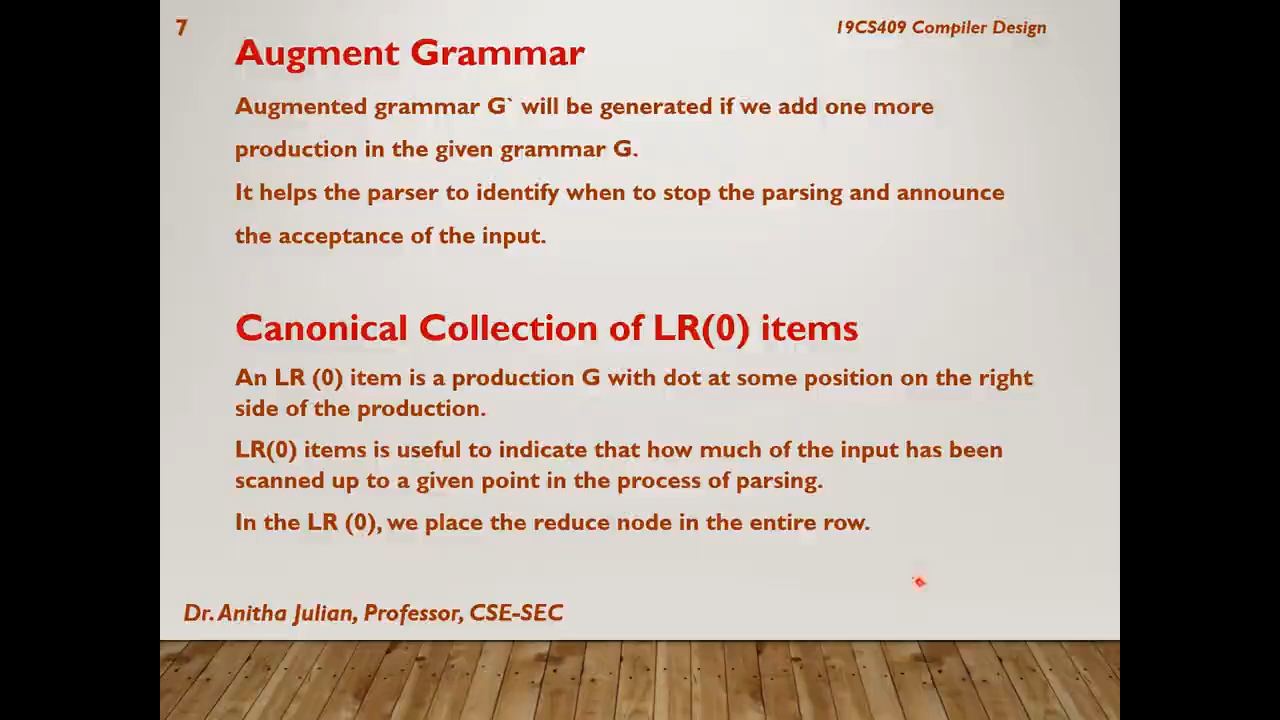 7
19CS409 Compiler Design
Augment Grammar
Augmented grammar G` will be generated if we add one more
production in the given grammar G.
It helps the parser to identify when to stop the parsing and announce
the acceptance of the input.
Canonical Collection of LR(0) items
An LR (0) item is a production G with dot at some position on the right
side of the production.
LR(0) items is useful to indicate that how much of the input has been
scanned up to a given point in the process of parsing.
In the LR (0), we place the reduce node in the entire row.
Dr. Anitha Julian, Professor, CSE-SEC